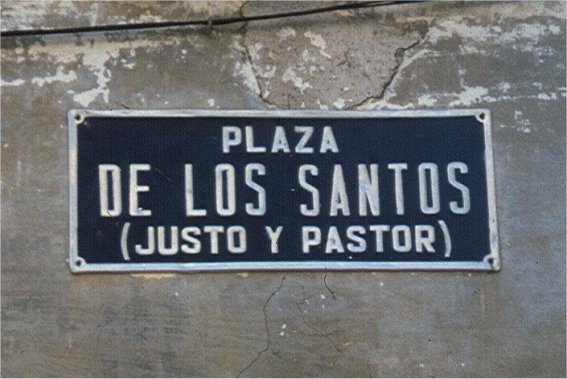 PLAZA
DE LOS SANTOS
(JUSTO Y PASTOR)